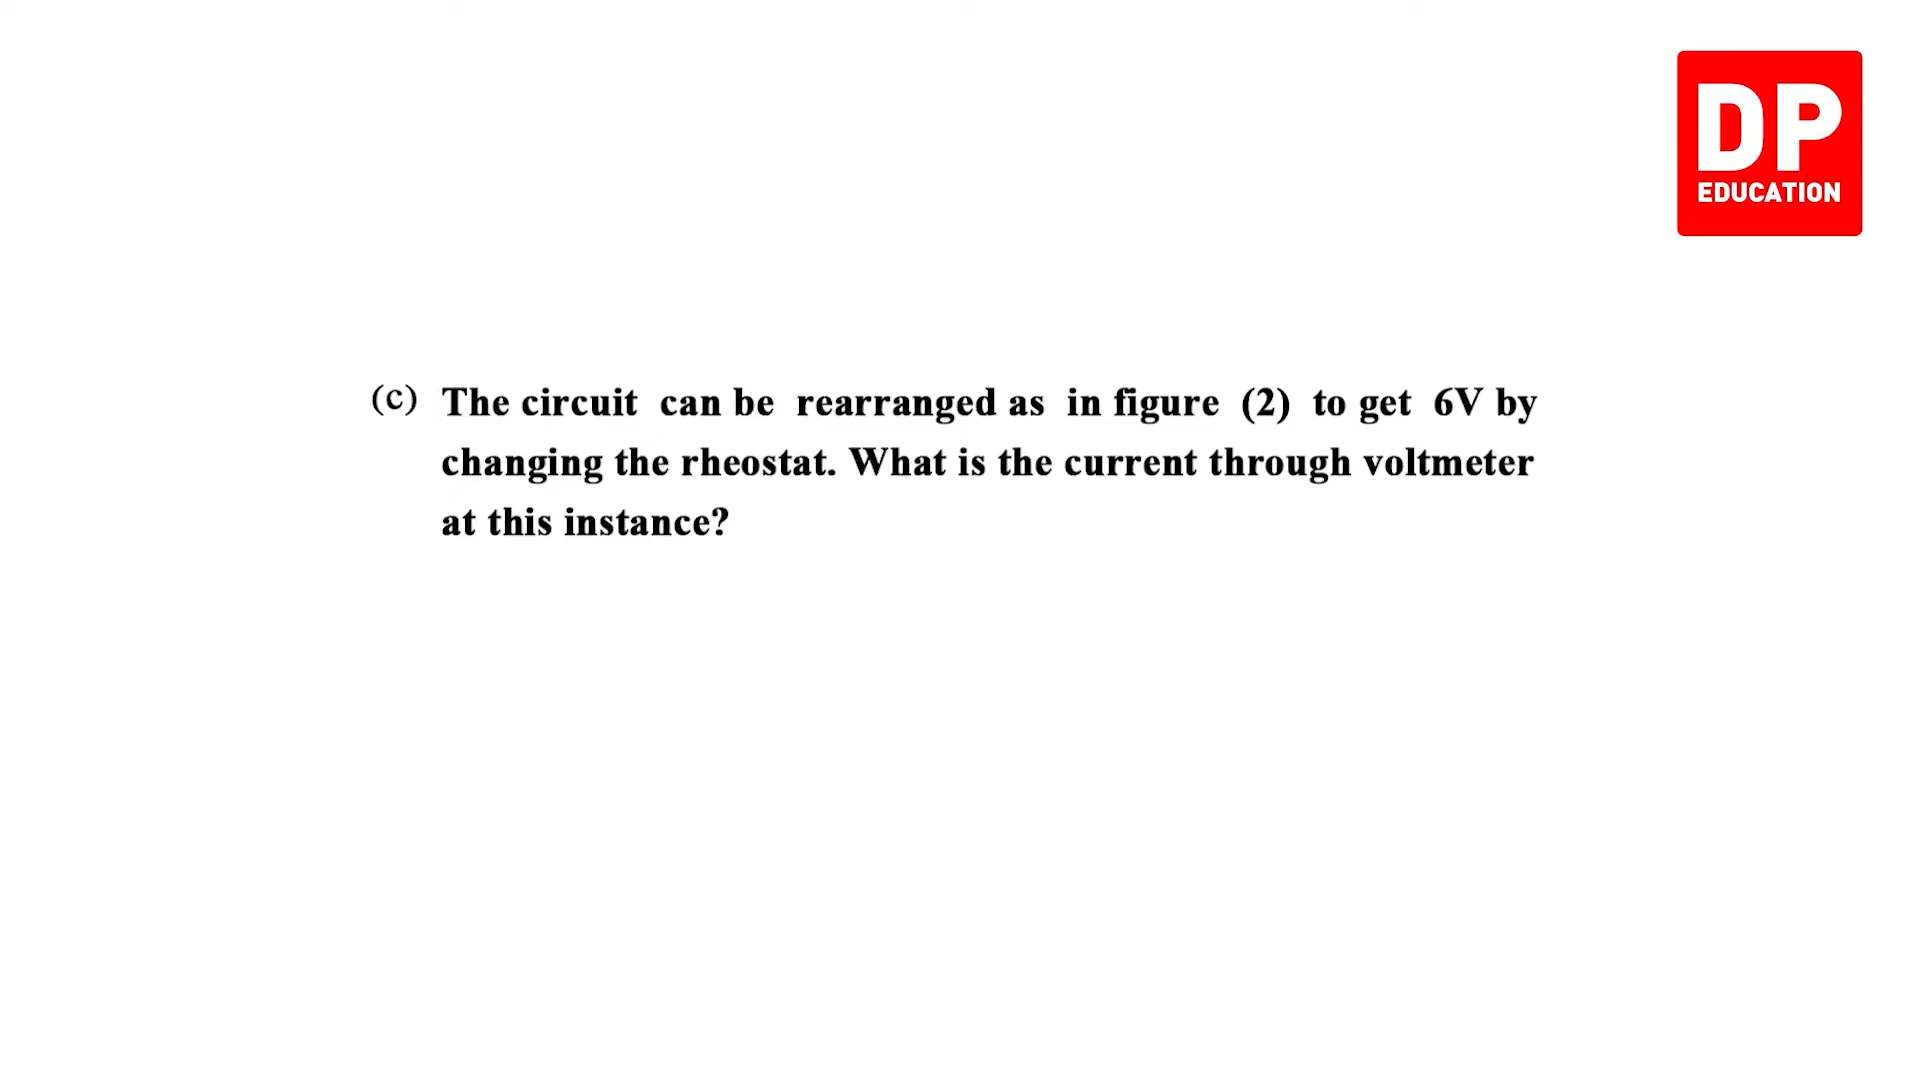 DP
EDUCATION
(c) The circuit can be rearranged as in figure (2) to get 6V by
changing the rheostat. What is the current through voltmeter
at this instance?